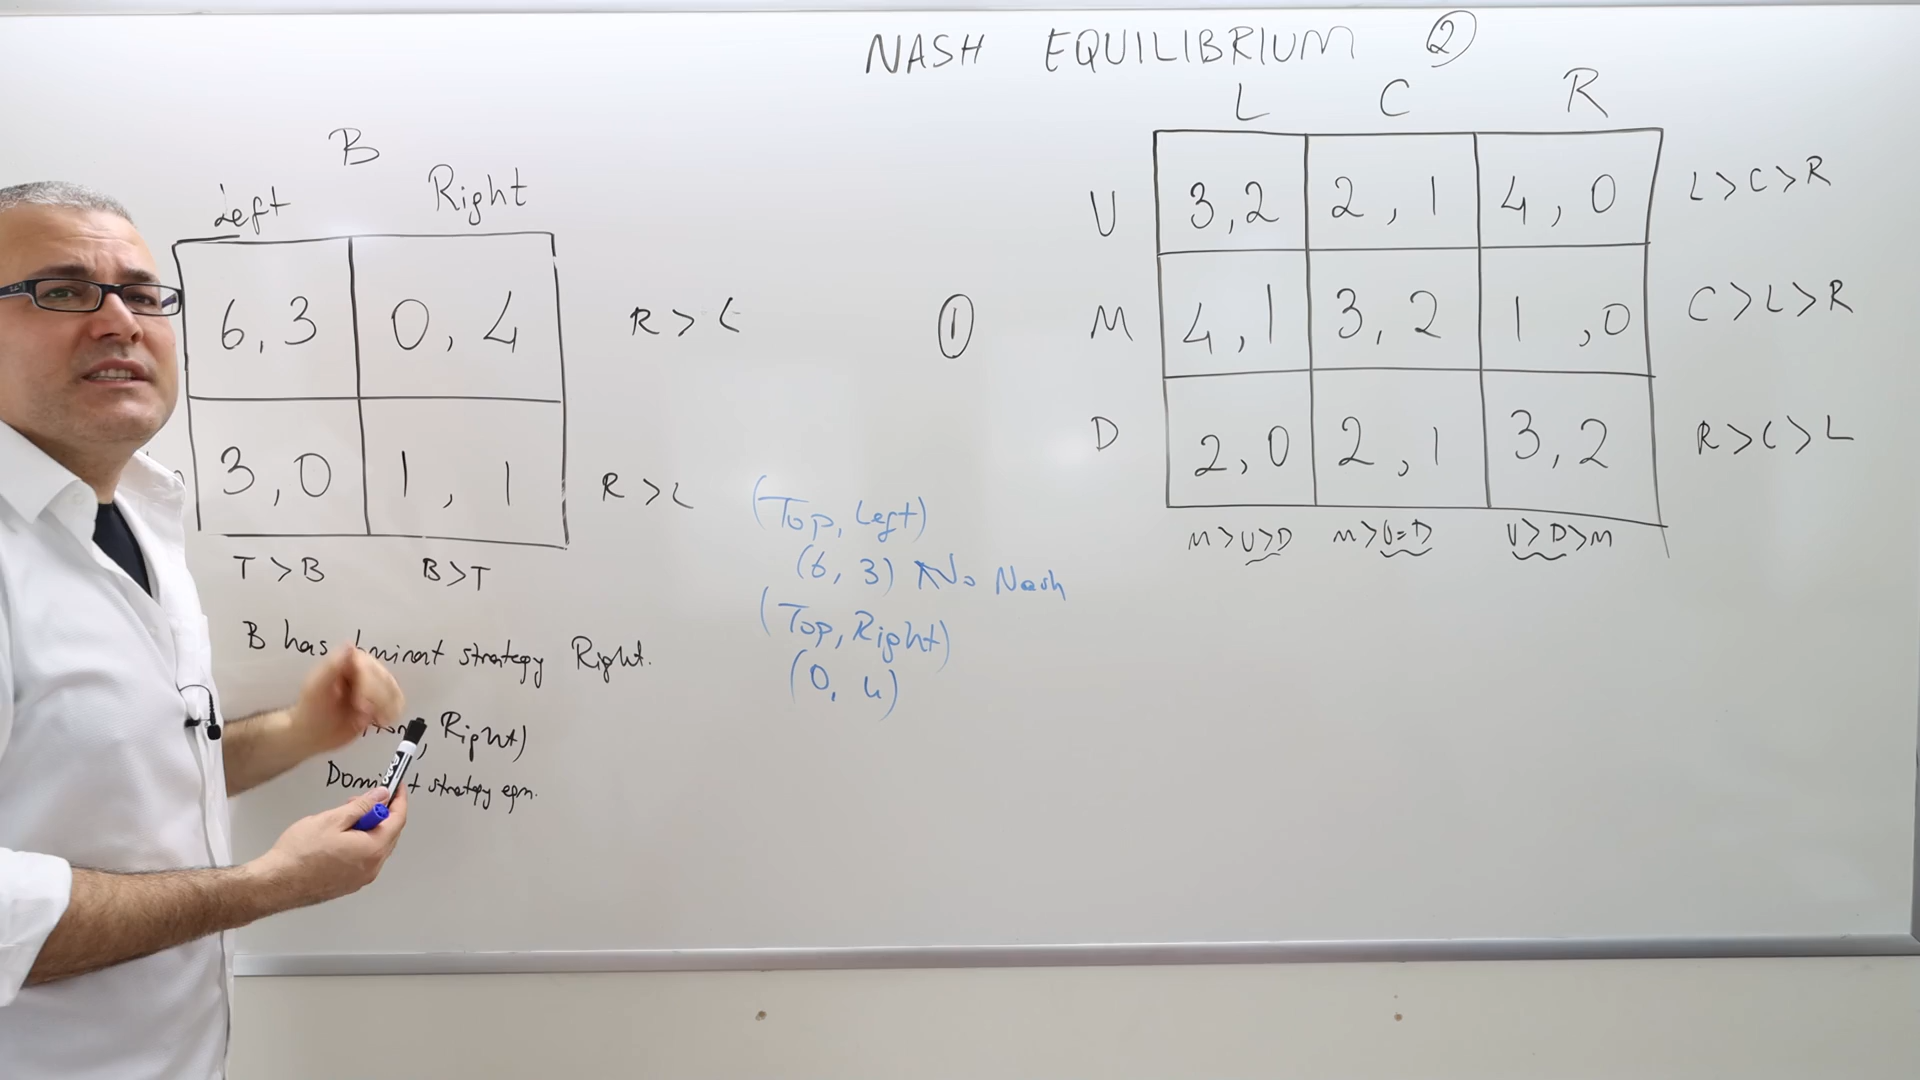 NASH EQUILIBRIUM 2
B
Left Right
6, 3 0, 4 R > L
3, 0 1, 1 R > L
T > B B > T
B has strategy Right.
Right)
strategy eqm.
(Top, Left)
(6, 3) No Nash
(Top, Right)
(0, 4)
1
L C R
U 3, 2 2, 1 4, 0 L > C > R
M 4, 1 3, 2 1, 0 C > L > R
D 2, 0 2, 1 3, 2 R > C > L
M > U > D M > U = D U > D > M